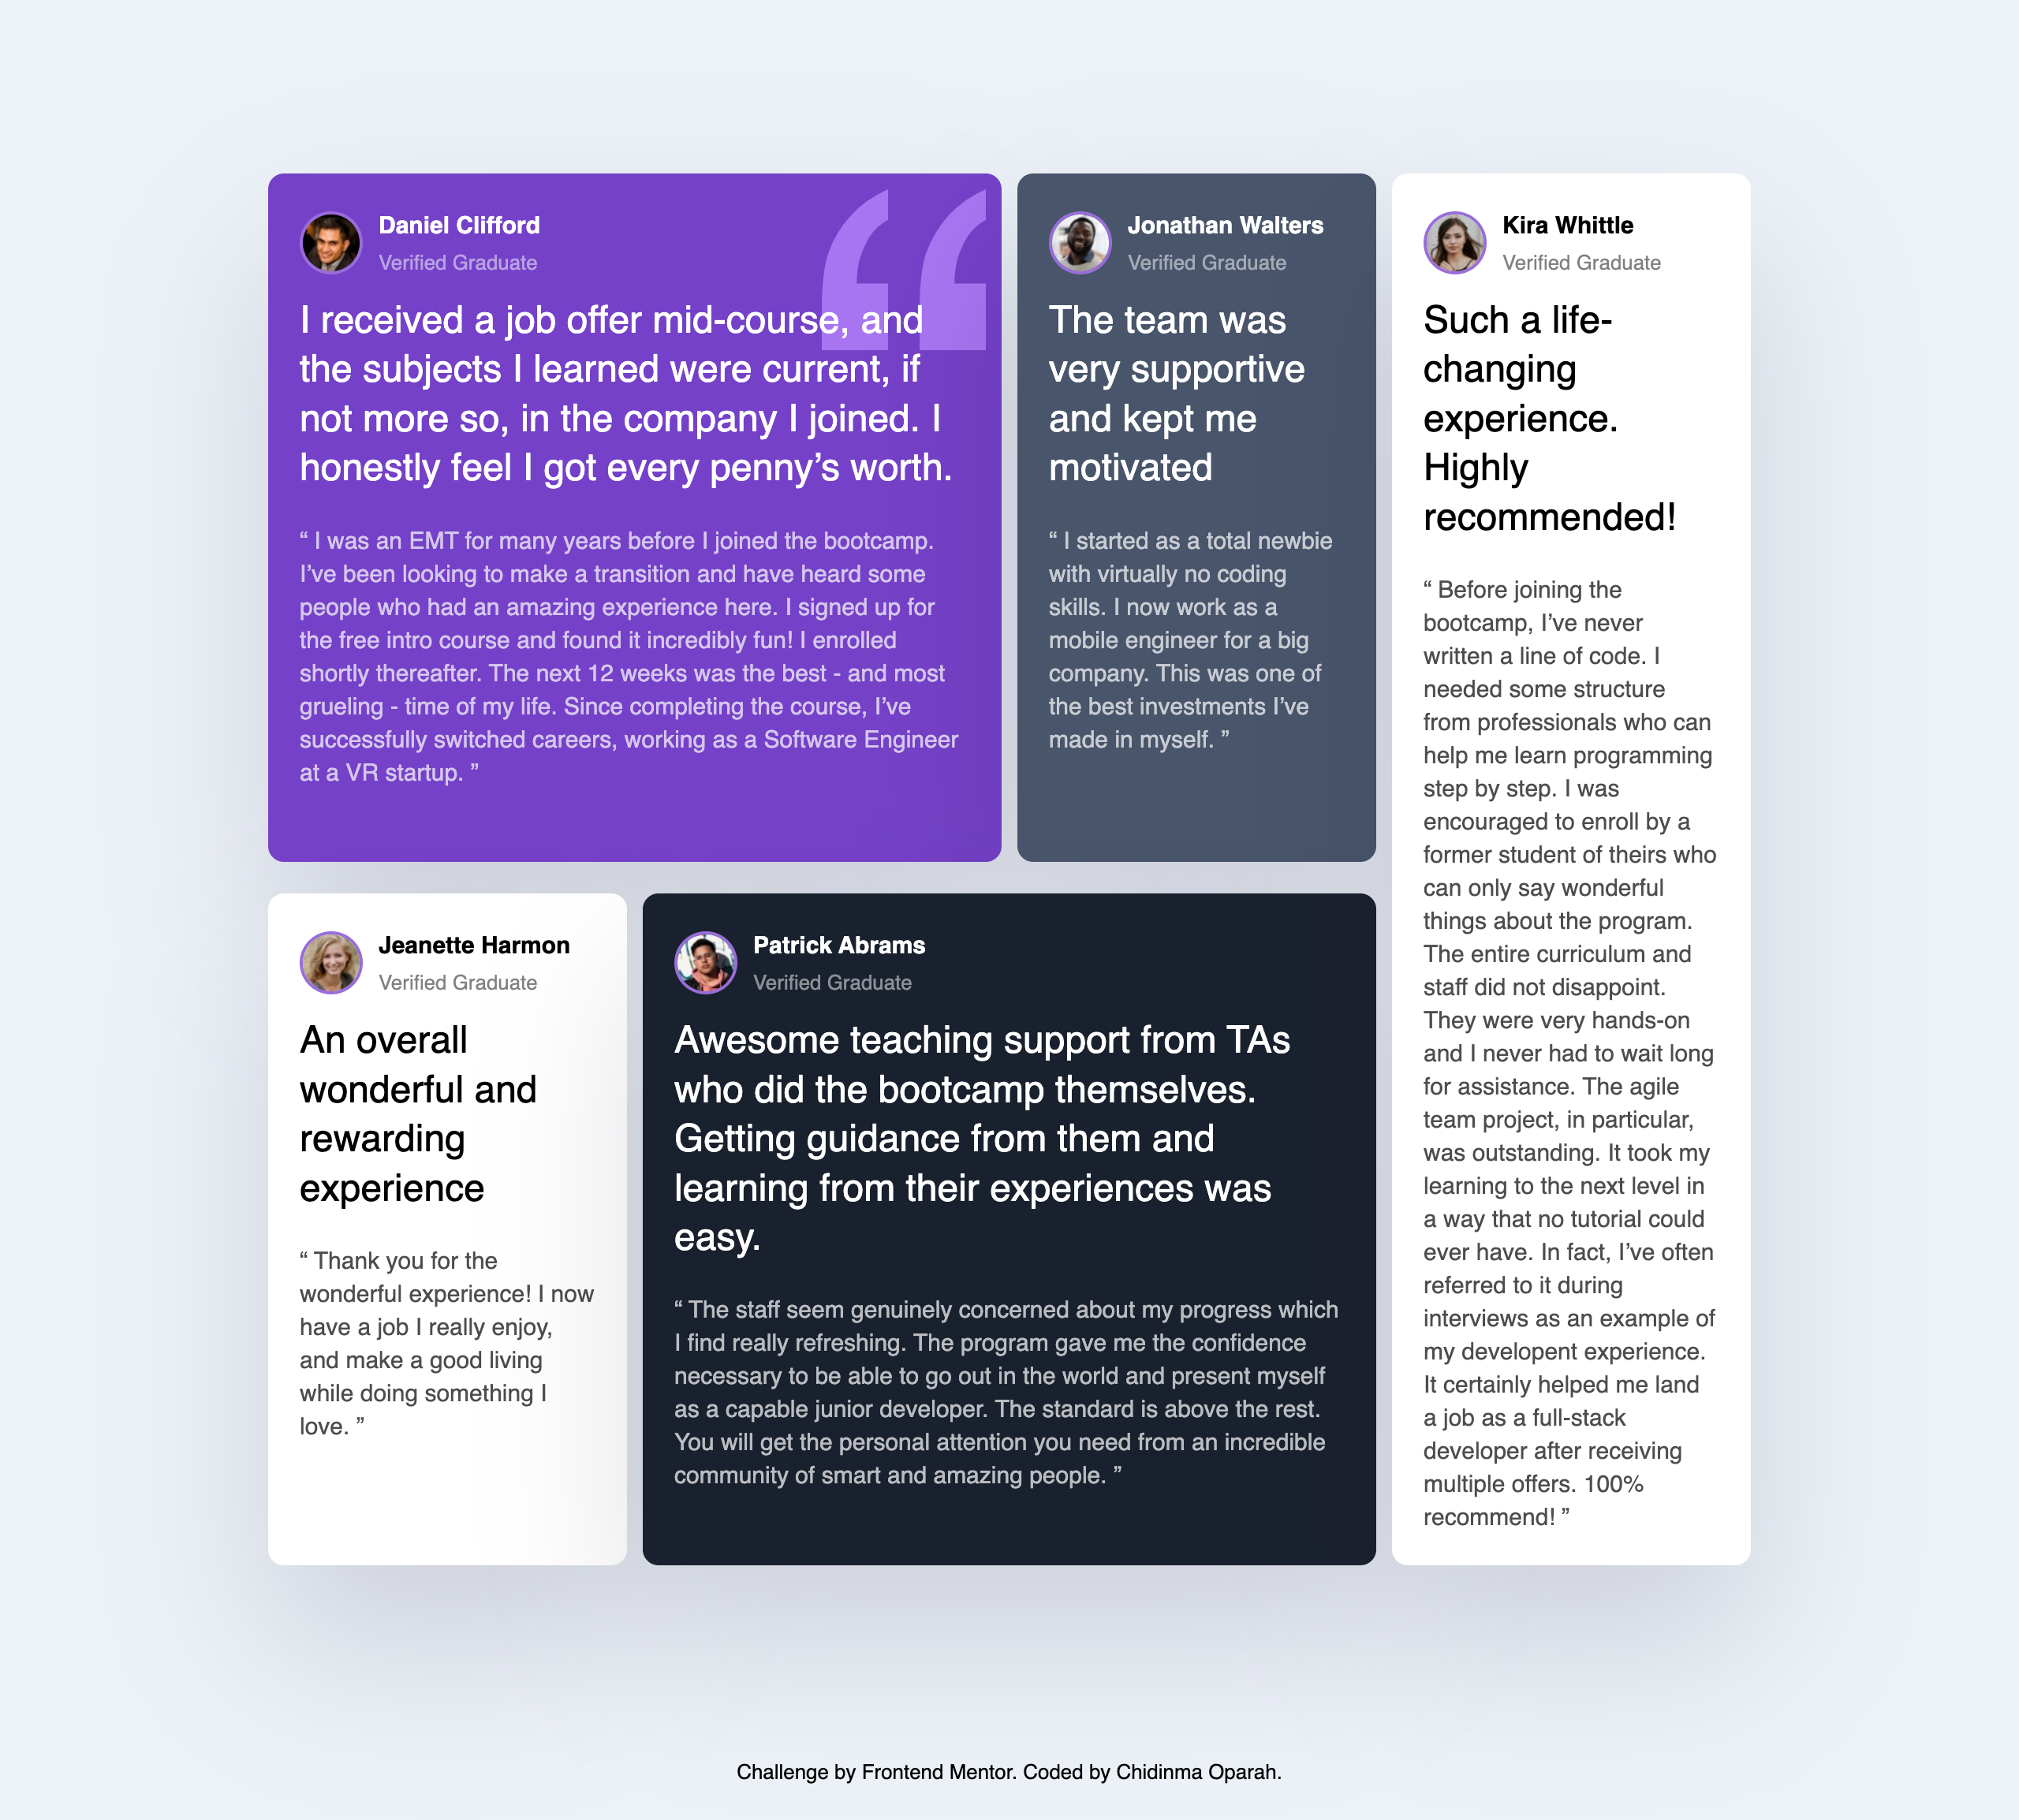 Daniel Clifford
Verified Graduate
I received a job offer mid-course, and
the subjects I learned were current, if
not more so, in the company I joined. I
honestly feel I got every penny’s worth.
“ I was an EMT for many years before I joined the bootcamp.
I’ve been looking to make a transition and have heard some
people who had an amazing experience here. I signed up for
the free intro course and found it incredibly fun! I enrolled
shortly thereafter. The next 12 weeks was the best - and most
grueling - time of my life. Since completing the course, I’ve
successfully switched careers, working as a Software Engineer
at a VR startup. ”
Jonathan Walters
Verified Graduate
The team was
very supportive
and kept me
motivated
“ I started as a total newbie
with virtually no coding
skills. I now work as a
mobile engineer for a big
company. This was one of
the best investments I’ve
made in myself. ”
Kira Whittle
Verified Graduate
Such a life-
changing
experience.
Highly
recommended!
“ Before joining the
bootcamp, I’ve never
written a line of code. I
needed some structure
from professionals who can
help me learn programming
step by step. I was
encouraged to enroll by a
former student of theirs who
can only say wonderful
things about the program.
The entire curriculum and
staff did not disappoint.
They were very hands-on
and I never had to wait long
for assistance. The agile
team project, in particular,
was outstanding. It took my
learning to the next level in
a way that no tutorial could
ever have. In fact, I’ve often
referred to it during
interviews as an example of
my developent experience.
It certainly helped me land
a job as a full-stack
developer after receiving
multiple offers. 100%
recommend! ”
Jeanette Harmon
Verified Graduate
An overall
wonderful and
rewarding
experience
“ Thank you for the
wonderful experience! I now
have a job I really enjoy,
and make a good living
while doing something I
love. ”
Patrick Abrams
Verified Graduate
Awesome teaching support from TAs
who did the bootcamp themselves.
Getting guidance from them and
learning from their experiences was
easy.
“ The staff seem genuinely concerned about my progress which
I find really refreshing. The program gave me the confidence
necessary to be able to go out in the world and present myself
as a capable junior developer. The standard is above the rest.
You will get the personal attention you need from an incredible
community of smart and amazing people. ”
Challenge by Frontend Mentor. Coded by Chidinma Oparah.